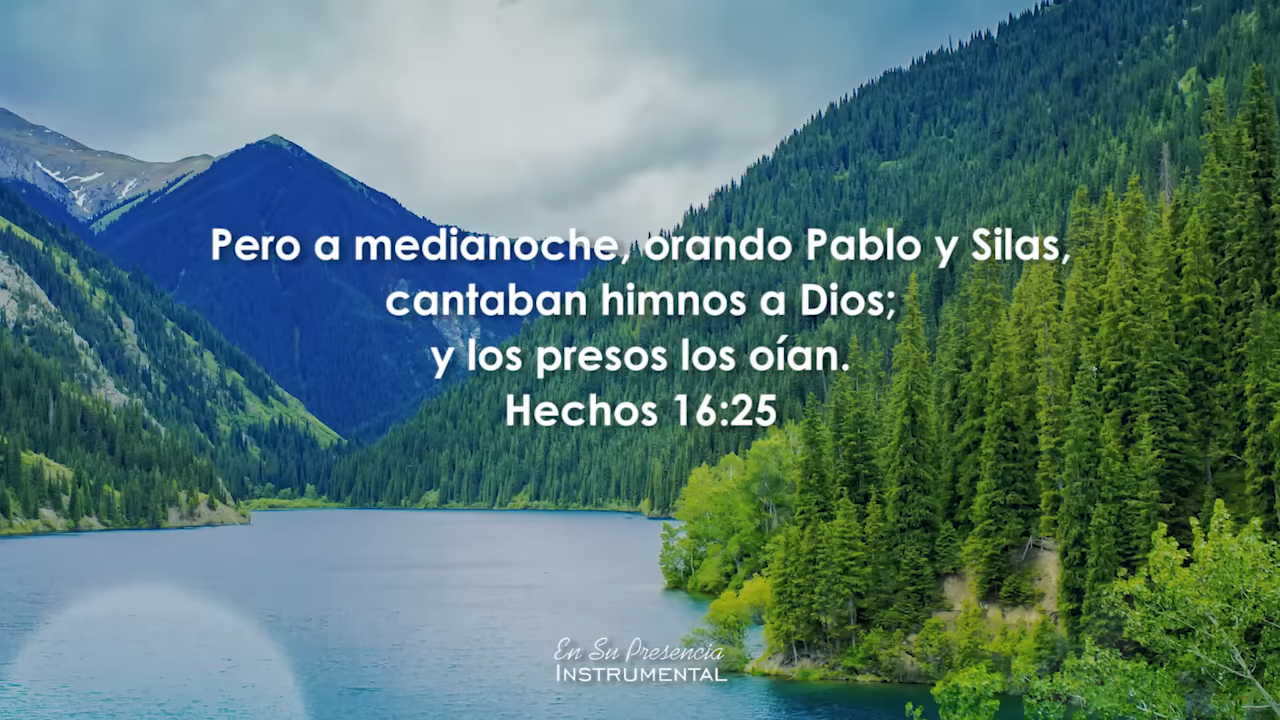 Pero a medianoche, orando Pablo y Silas,
cantaban himnos a Dios;
y los presos los oían.
Hechos 16:25
En Su Presencia
INSTRUMENTAL